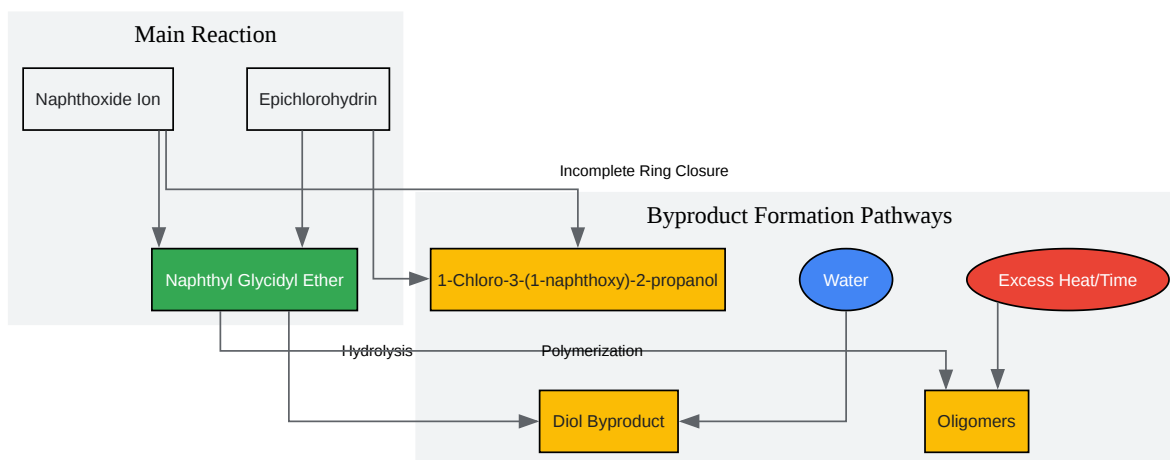 Main Reaction
Naphthoxide Ion
Epichlorohydrin
Incomplete Ring Closure
Byproduct Formation Pathways
Naphthyl Glycidyl Ether
1-Chloro-3-(1-naphthoxy)-2-propanol
Water
Excess Heat/Time
Hydrolysis
Polymerization
Diol Byproduct
Oligomers